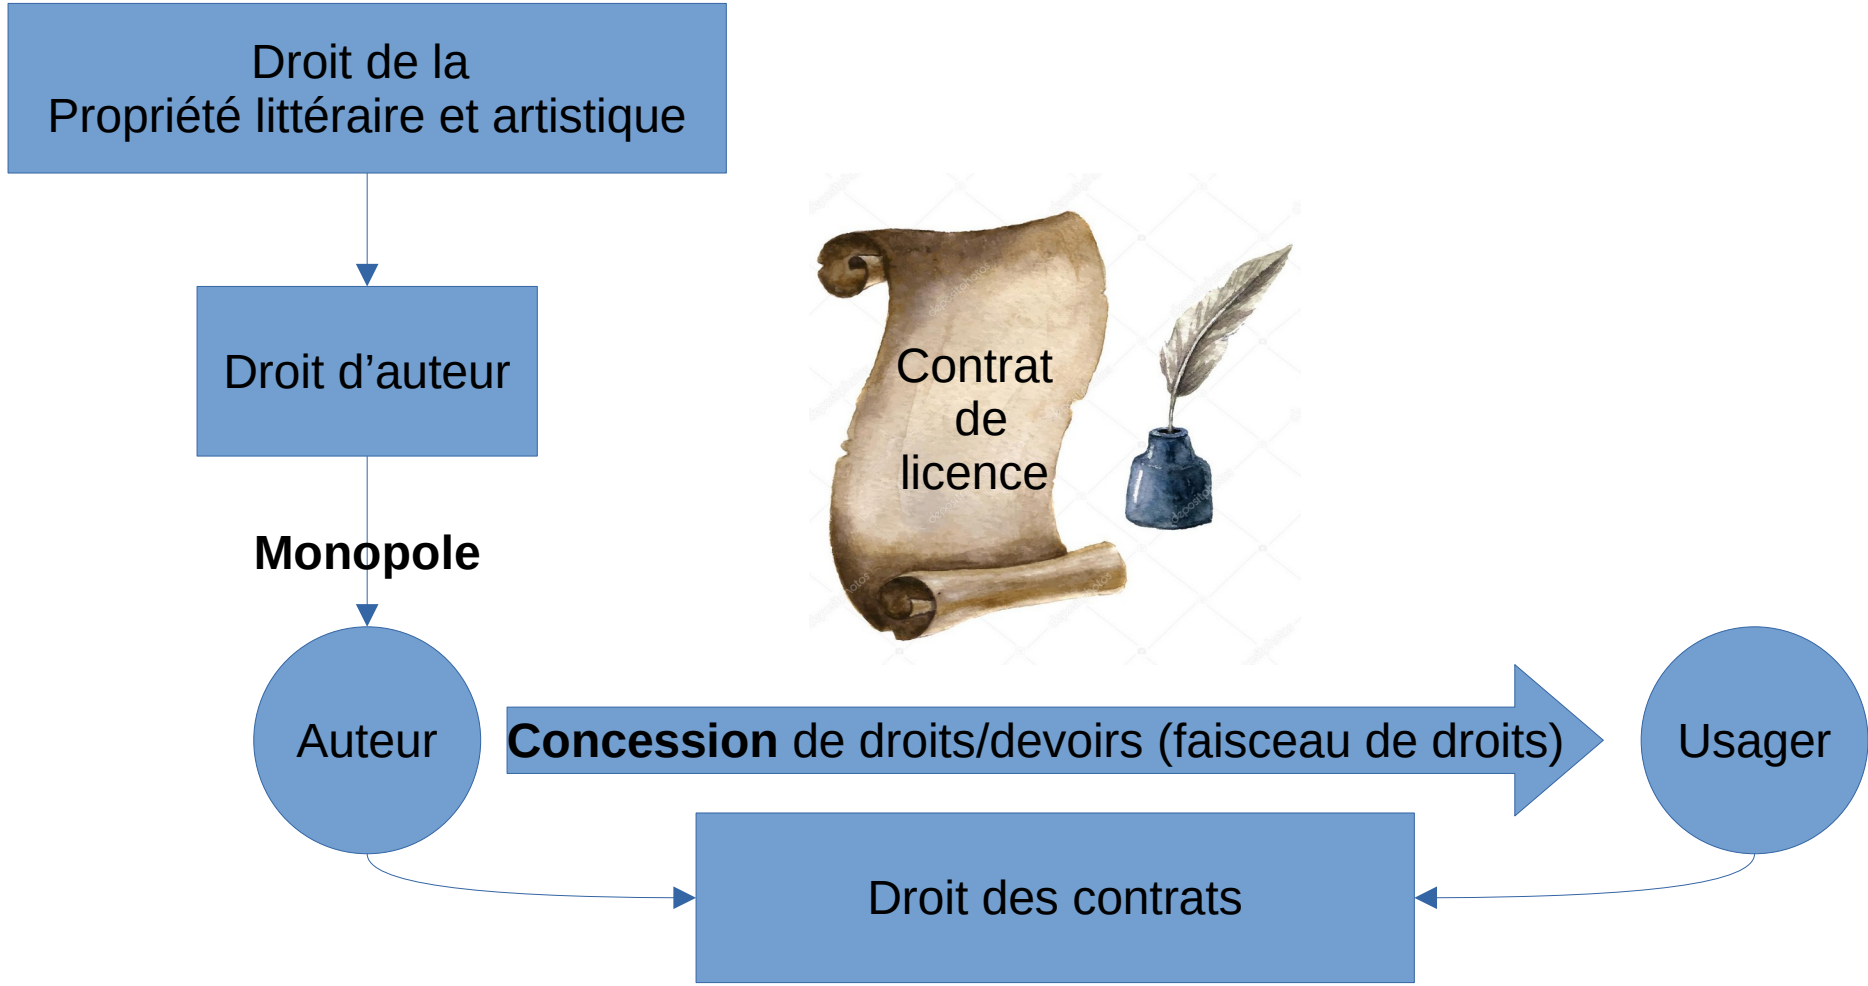 Droit de la
Propriété littéraire et artistique
Droit d’auteur
Contrat
de
licence
Monopole
Auteur
Concession de droits/devoirs (faisceau de droits)
Usager
Droit des contrats